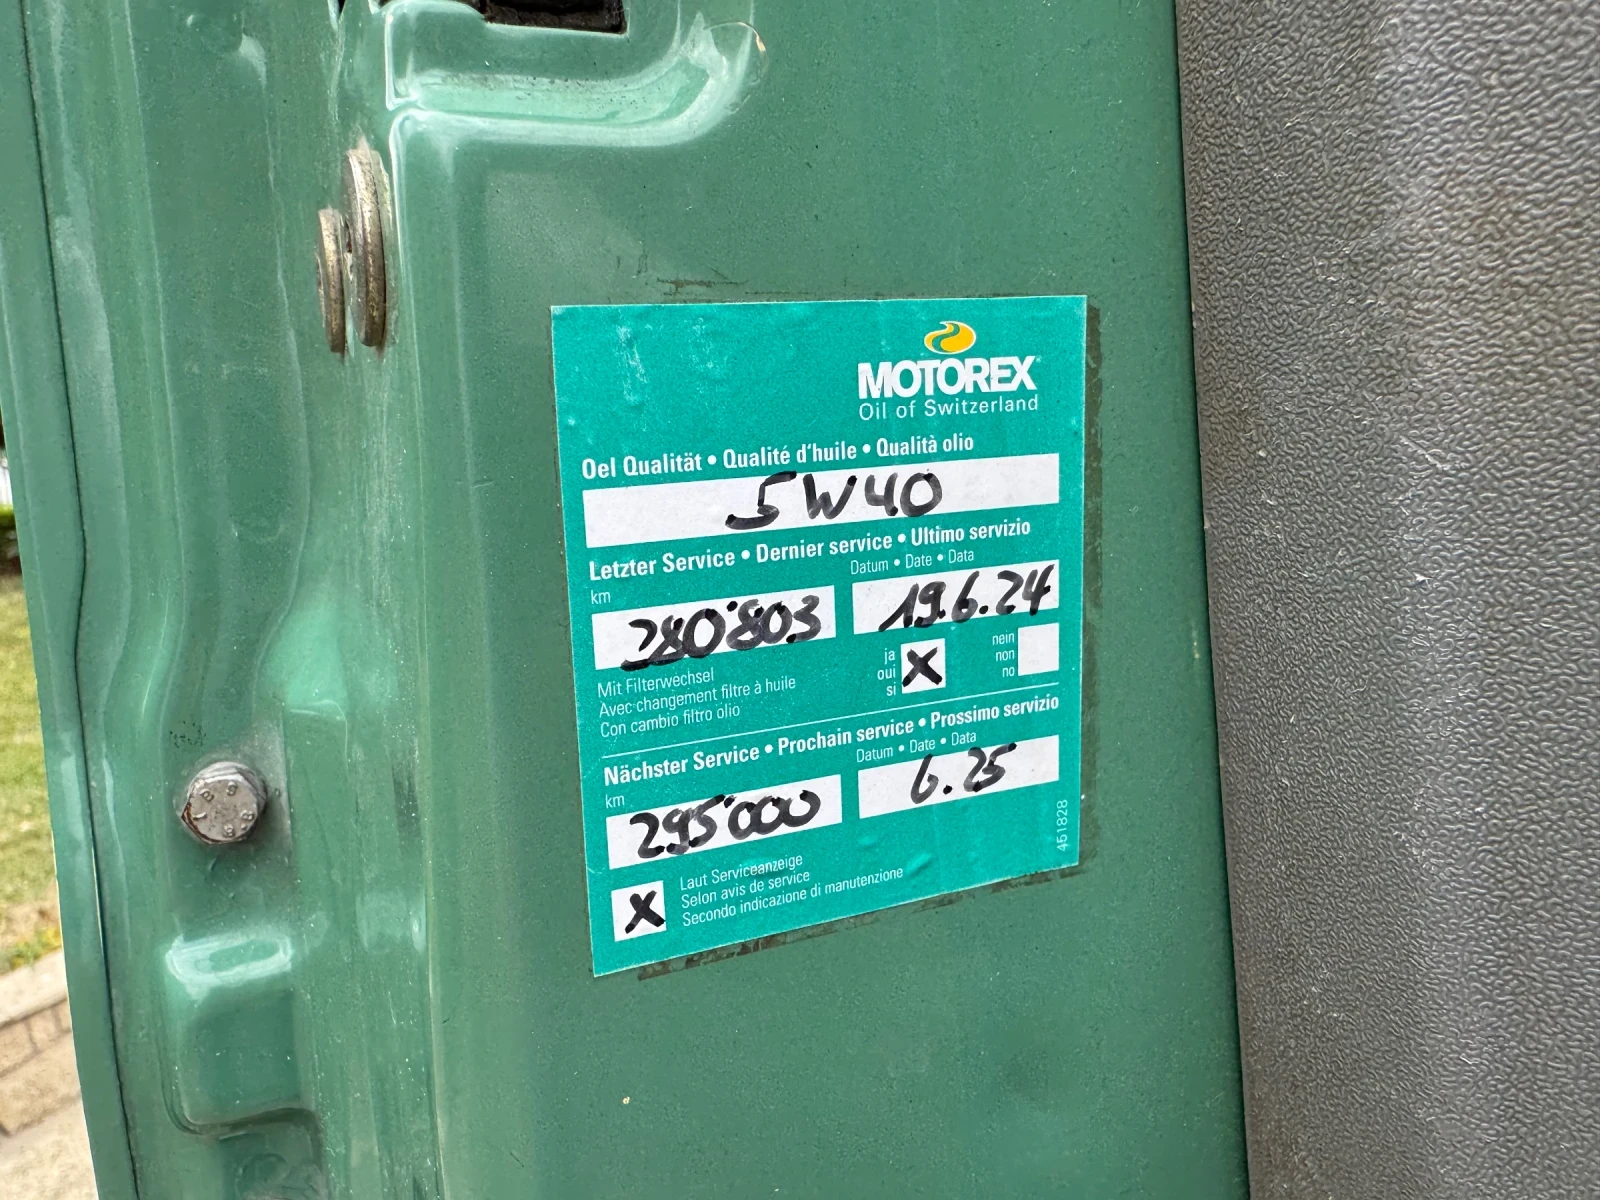 MOTOREX
Oil of Switzerland
Oel Qualität • Qualité d'huile • Qualità olio
5W40
Letzter Service • Dernier service • Ultimo servizio
km
Datum • Date • Data
280'803
19.6.24
Mit Filterwechsel
Avec changement filtre à huile
Con cambio filtro olio
ja
oui
si
X
nein
non
no
Nächster Service • Prochain service • Prossimo servizio
km
Datum • Date • Data
295'000
6.25
X
Laut Serviceanzeige
Selon avis de service
Secondo indicazione di manutenzione
461828